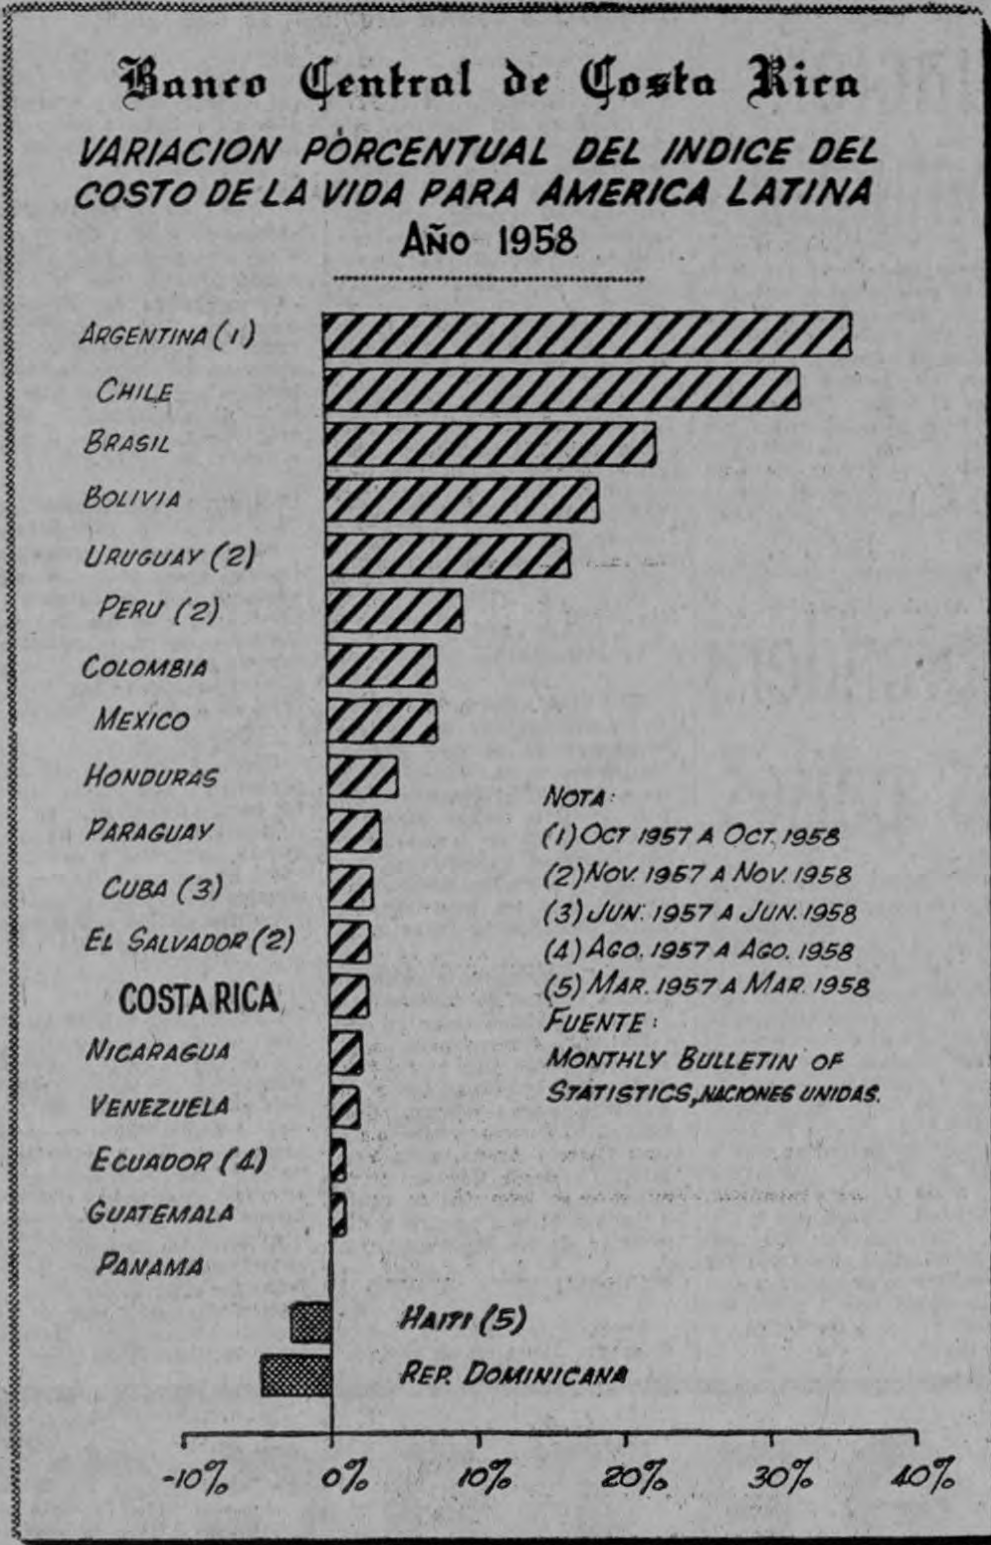 Banco Central de Costa Rica
VARIACION PORCENTUAL DEL INDICE DEL
COSTO DE LA VIDA PARA AMERICA LATINA
AÑO 1958
ARGENTINA (1)
CHILE
BRASIL
BOLIVIA
URUGUAY (2)
PERU (2)
COLOMBIA
MEXICO
HONDURAS
PARAGUAY
CUBA (3)
EL SALVADOR (2)
COSTA RICA
NICARAGUA
VENEZUELA
ECUADOR (4)
GUATEMALA
PANAMA
HAITI (5)
REP. DOMINICANA
NOTA:
(1) OCT 1957 A OCT. 1958
(2) NOV. 1957 A NOV. 1958
(3) JUN. 1957 A JUN. 1958
(4) AGO. 1957 A AGO. 1958
(5) MAR. 1957 A MAR. 1958
FUENTE:
MONTHLY BULLETIN OF
STATISTICS, NACIONES UNIDAS.
-10% 0% 10% 20% 30% 40%